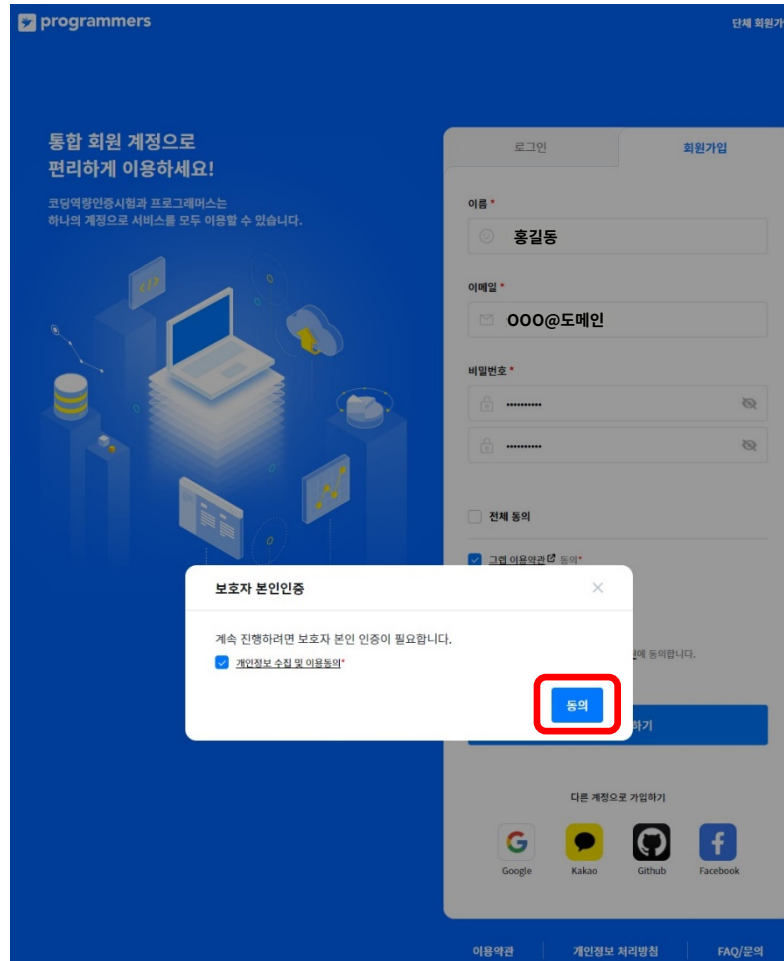 programmers
단체 회원가
통합 회원 계정으로
편리하게 이용하세요!
코딩역량인증시험과 프로그래머스는
하나의 계정으로 서비스를 모두 이용할 수 있습니다.
로그인
회원가입
이름 *
홍길동
이메일 *
OOO@도메인
비밀번호 *
전체 동의
그렙 이용약관 동의*
보호자 본인인증
계속 진행하려면 보호자 본인 인증이 필요합니다.
개인정보 수집 및 이용동의*
에 동의합니다.
동의
하기
다른 계정으로 가입하기
Google
Kakao
Github
Facebook
이용약관
개인정보 처리방침
FAQ/문의